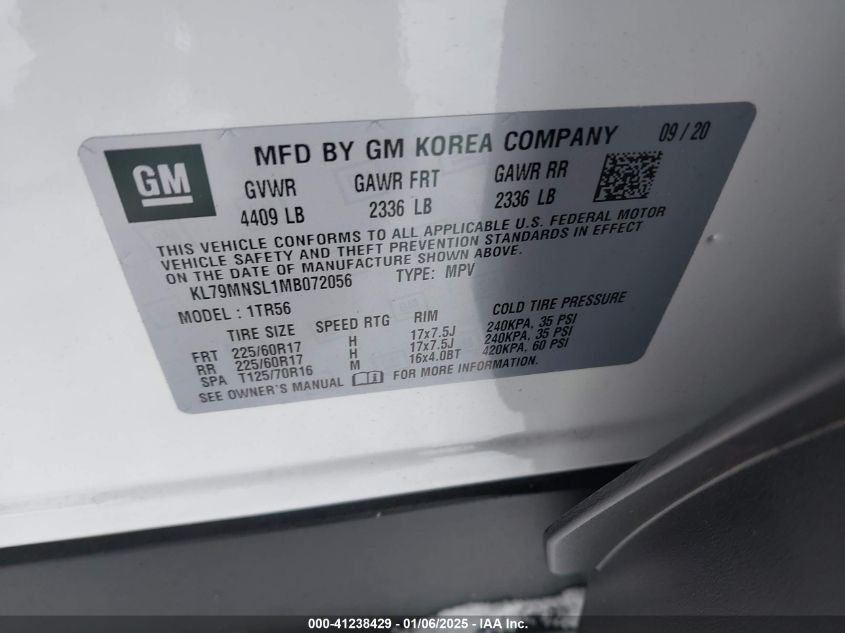 GM
MFD BY GM KOREA COMPANY 09 / 20
GVWR GAWR FRT GAWR RR
4409 LB 2336 LB 2336 LB
THIS VEHICLE CONFORMS TO ALL APPLICABLE U.S. FEDERAL MOTOR
VEHICLE SAFETY AND THEFT PREVENTION STANDARDS IN EFFECT
ON THE DATE OF MANUFACTURE SHOWN ABOVE.
KL79MNSL1MB072056 TYPE: MPV
MODEL : 1TR56
TIRE SIZE SPEED RTG RIM COLD TIRE PRESSURE
FRT 225/60R17 H 17x7.5J 240KPA, 35 PSI
RR 225/60R17 H 17x7.5J 240KPA, 35 PSI
SPA T125/70R16 M 16x4.0BT 420KPA, 60 PSI
SEE OWNER'S MANUAL FOR MORE INFORMATION.
000-41238429 - 01/06/2025 - IAA Inc.